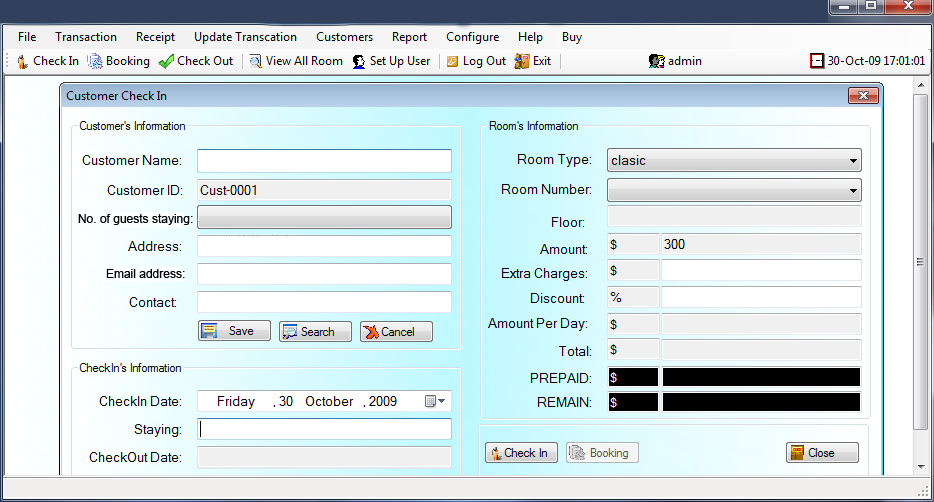 File Transaction Receipt Update Transcation Customers Report Configure Help Buy
Check In Booking Check Out View All Room Set Up User Log Out Exit admin 30-Oct-09 17:01:01
Customer Check In
Customer's Information
Customer Name:
Customer ID: Cust-0001
No. of guests staying:
Address:
Email address:
Contact:
Save Search Cancel
CheckIn's Information
CheckIn Date: Friday , 30 October , 2009
Staying:
CheckOut Date:
Room's Information
Room Type: clasic
Room Number:
Floor:
Amount: $ 300
Extra Charges: $
Discount: %
Amount Per Day: $
Total: $
PREPAID: $
REMAIN: $
Check In Booking Close